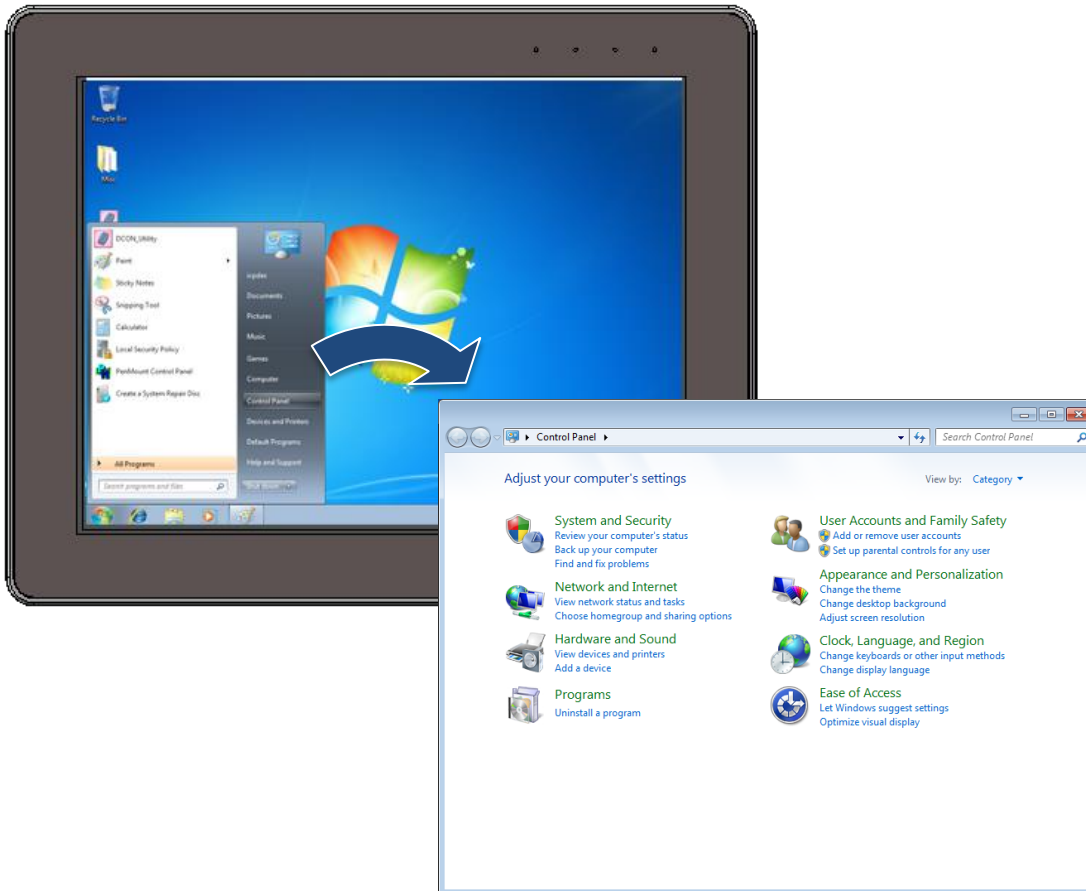 Recycle Bin
Misc
DCON_Utility
Paint
Sticky Notes
Snipping Tool
Calculator
Local Security Policy
PenMount Control Panel
Create a System Repair Disc
All Programs
Search programs and files
icpdas
Documents
Pictures
Music
Games
Computer
Control Panel
Devices and Printers
Default Programs
Help and Support
Control Panel
Search Control Panel
Adjust your computer's settings
View by: Category
System and Security
Review your computer's status
Back up your computer
Find and fix problems
Network and Internet
View network status and tasks
Choose homegroup and sharing options
Hardware and Sound
View devices and printers
Add a device
Programs
Uninstall a program
User Accounts and Family Safety
Add or remove user accounts
Set up parental controls for any user
Appearance and Personalization
Change the theme
Change desktop background
Adjust screen resolution
Clock, Language, and Region
Change keyboards or other input methods
Change display language
Ease of Access
Let Windows suggest settings
Optimize visual display